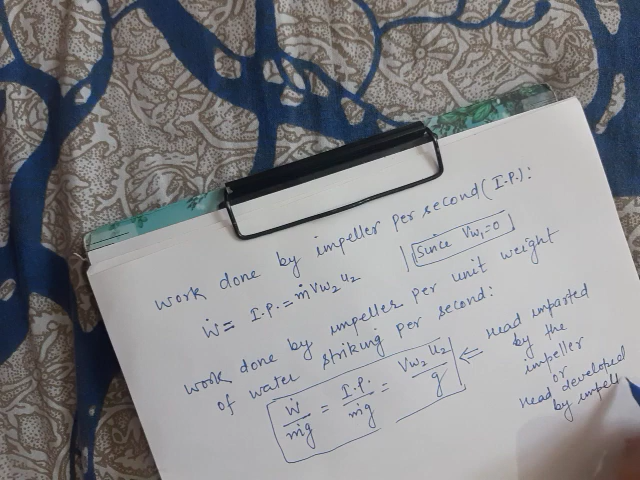 work done by impeller per second (I.P.):
Ẇ = I.P. = ṁ Vw₂ u₂ | Since Vw₁=0
work done by impeller per unit weight
of water striking per second:
Ẇ/ṁg = I.P./ṁg = Vw₂ u₂/g ⇐ Head imparted
by the
impeller
or
Head developed
by impell